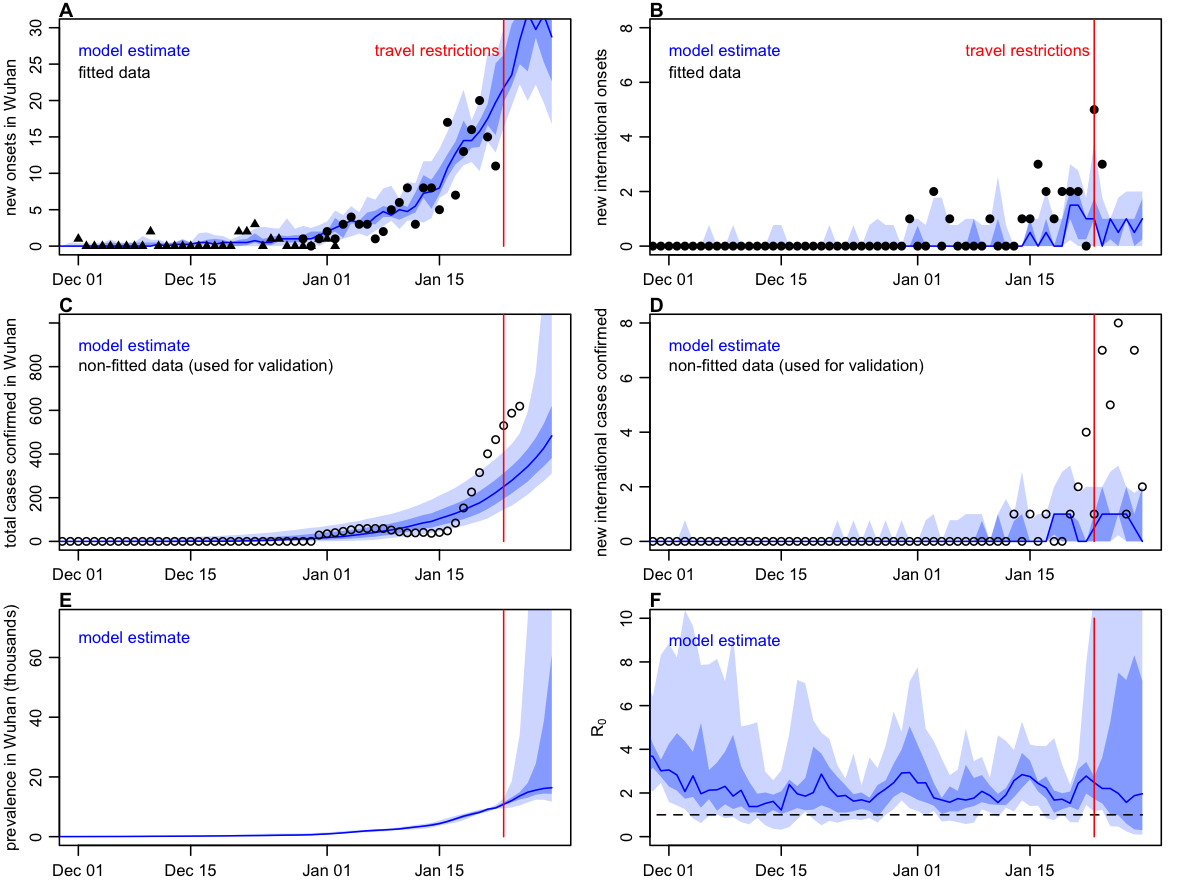 A
new onsets in Wuhan
30
25
20
15
10
5
0
model estimate
fitted data
travel restrictions
Dec 01 Dec 15 Jan 01 Jan 15
B
new international onsets
8
6
4
2
0
model estimate
fitted data
travel restrictions
Dec 01 Dec 15 Jan 01 Jan 15
C
total cases confirmed in Wuhan
800
600
400
200
0
model estimate
non-fitted data (used for validation)
Dec 01 Dec 15 Jan 01 Jan 15
D
new international cases confirmed
8
6
4
2
0
model estimate
non-fitted data (used for validation)
Dec 01 Dec 15 Jan 01 Jan 15
E
prevalence in Wuhan (thousands)
60
40
20
0
model estimate
Dec 01 Dec 15 Jan 01 Jan 15
F
R0
10
8
6
4
2
0
model estimate
Dec 01 Dec 15 Jan 01 Jan 15